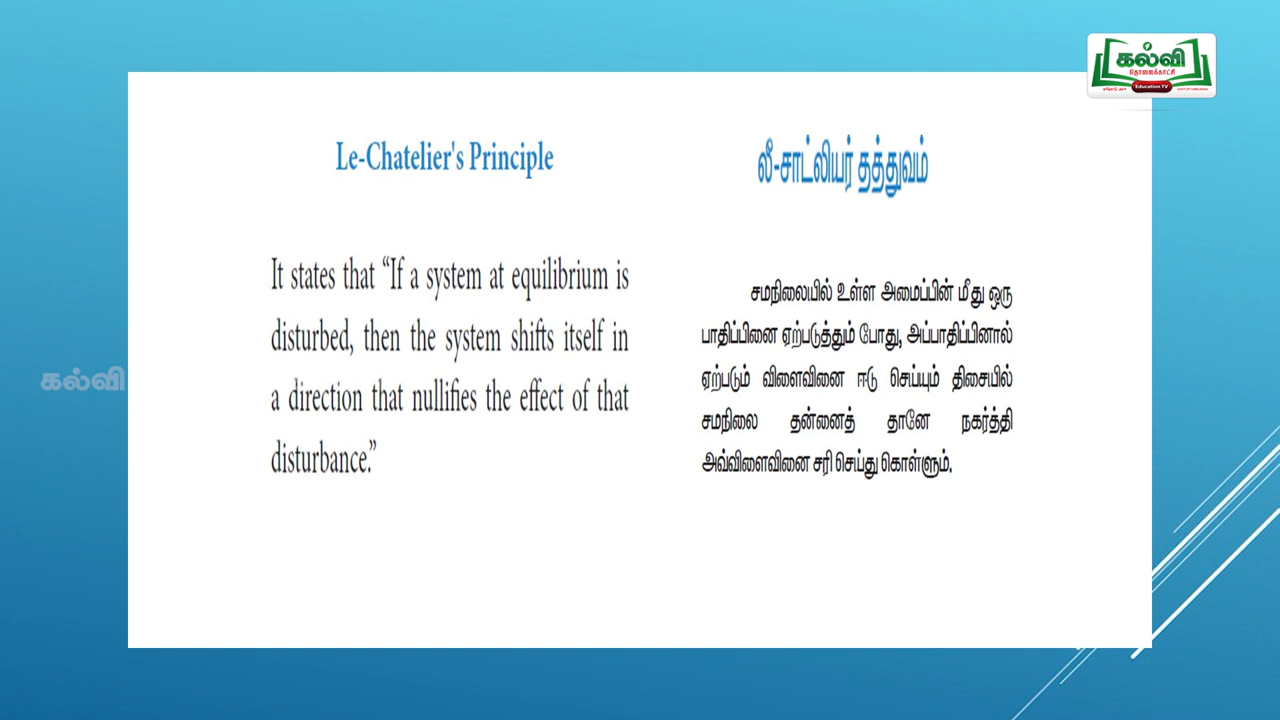 கல்வி
தொலைக்காட்சி
Education TV
Le-Chatelier's Principle
It states that “If a system at equilibrium is
disturbed, then the system shifts itself in
a direction that nullifies the effect of that
disturbance.”
லீ-சாட்லியர் தத்துவம்
சமநிலையில் உள்ள அமைப்பின் மீது ஒரு
பாதிப்பினை ஏற்படுத்தும் போது, அப்பாதிப்பினால்
ஏற்படும் விளைவினை ஈடு செய்யும் திசையில்
சமநிலை தன்னைத் தானே நகர்த்தி
அவ்விளைவினை சரி செய்து கொள்ளும்.
கல்வி